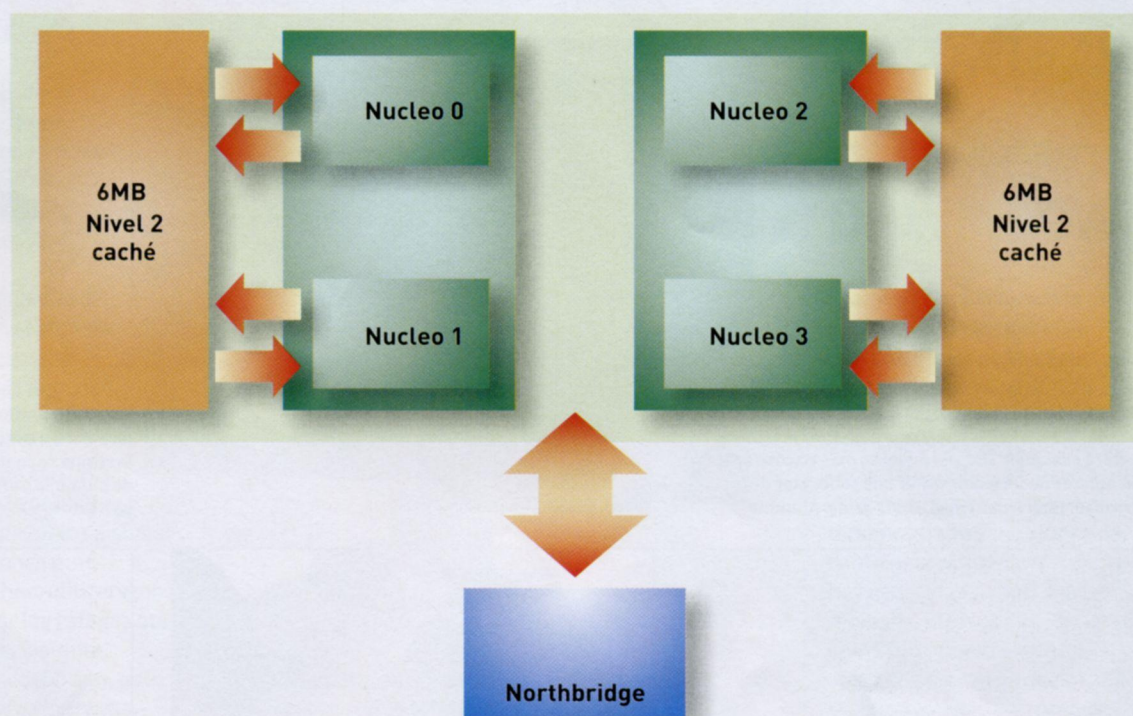 Nucleo 0
Nucleo 2
6MB
Nivel 2
caché
6MB
Nivel 2
caché
Nucleo 1
Nucleo 3
Northbridge